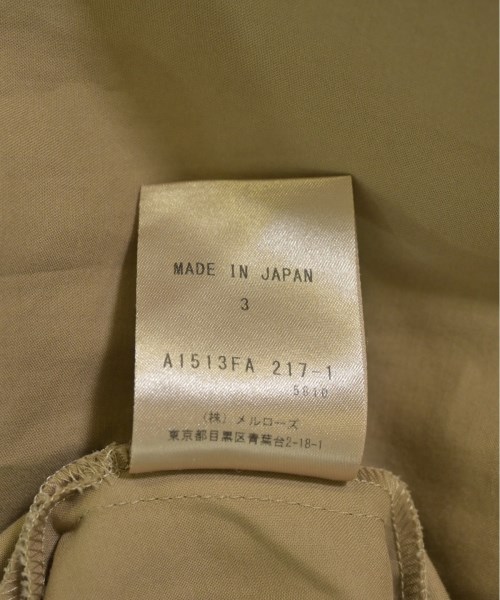 MADE IN JAPAN
3
A1513FA 217-1
5810
(株) メルローズ
東京都目黒区青葉台2-18-1